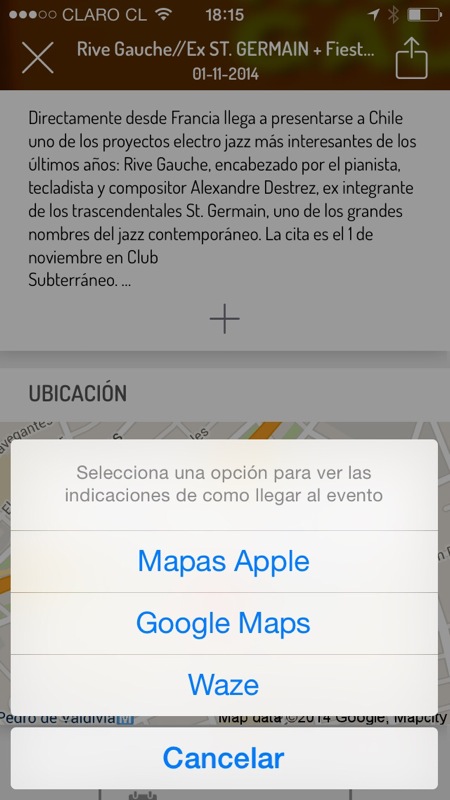 CLARO CL 18:15
Rive Gauche//Ex ST. GERMAIN + Fiest...
01-11-2014
Directamente desde Francia llega a presentarse a Chile
uno de los proyectos electro jazz más interesantes de los
últimos años: Rive Gauche, encabezado por el pianista,
tecladista y compositor Alexandre Destrez, ex integrante
de los trascendentales St. Germain, uno de los grandes
nombres del jazz contemporáneo. La cita es el 1 de
noviembre en Club
Subterráneo. ...
UBICACIÓN
Selecciona una opción para ver las
indicaciones de como llegar al evento
Mapas Apple
Google Maps
Waze
Pedro de Valdivia M Map data ©2014 Google, Mapcity
Cancelar